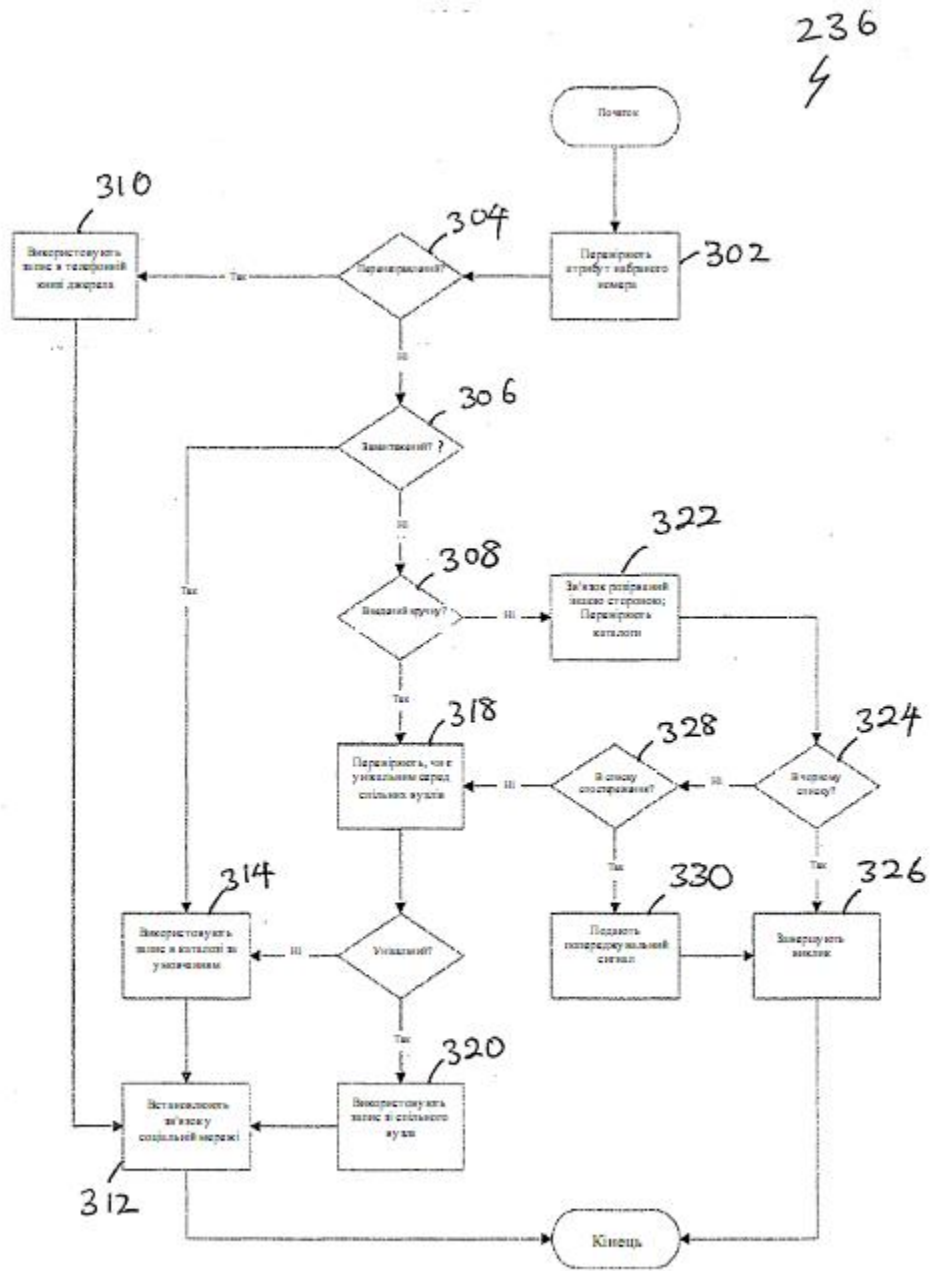 236
Початок
310
304
Використовують
запис в телефонній
книзі джерела
Так
302
Перевіряють
атрибут набраного
номера
Ні
306
?
Ні
Так
322
308
Зв'язок розірваний
іншою стороною;
Перевіряють
каталоги
Введений вручну?
Ні
Так
318
328
324
Перевіряють, чи є
унікальним серед
спільних вузлів
Ні
В списку
спостереження?
Ні
В чорному
списку?
Так
Так
314
330
326
Використовують
запис в каталозі за
умовчанням
Ні
Унікальний?
Подають
попереджувальний
сигнал
Завершують
виклик
Так
320
Встановлюють
зв'язок у
соціальній мережі
Використовують
запис зі спільного
вузла
312
Кінець